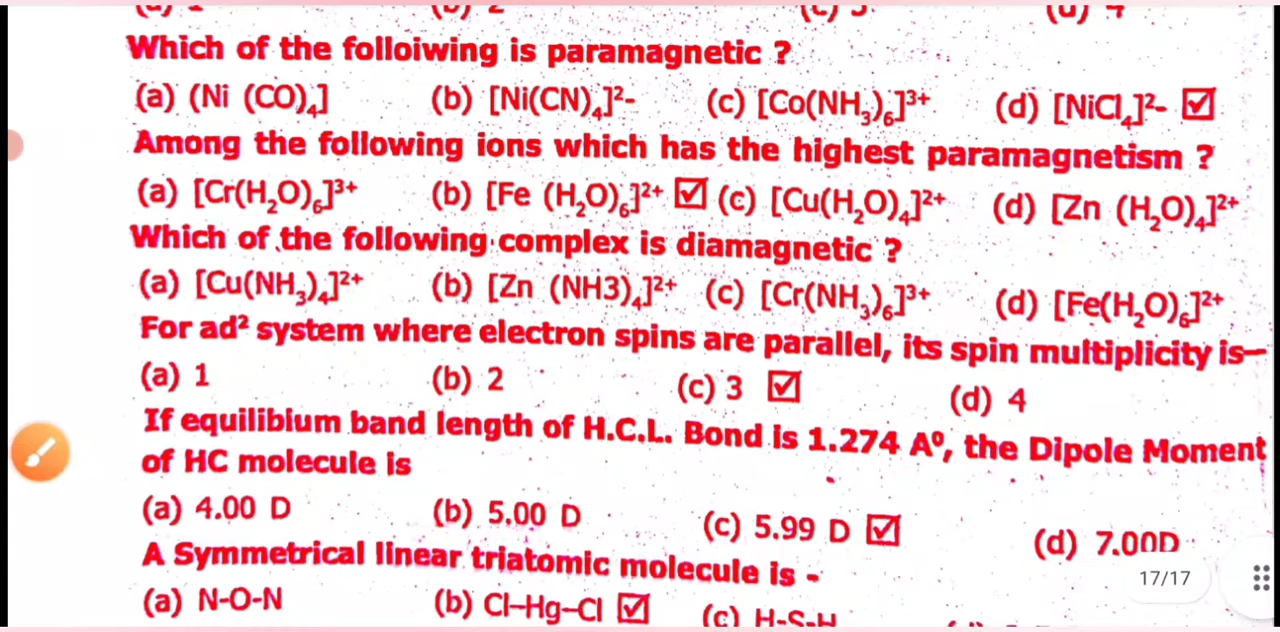 Which of the folloiwing is paramagnetic ?
(a) (Ni (CO)₄] (b) [Ni(CN)₄]²- (c) [Co(NH₃)₆]³⁺ (d) [NiCl₄]²- ☑
Among the following ions which has the highest paramagnetism ?
(a) [Cr(H₂O)₆]³⁺ (b) [Fe (H₂O)₆]²⁺ ☑ (c) [Cu(H₂O)₄]²⁺ (d) [Zn (H₂O)₄]²⁺
Which of the following complex is diamagnetic ?
(a) [Cu(NH₃)₄]²⁺ (b) [Zn (NH3)₄]²⁺ (c) [Cr(NH₃)₆]³⁺ (d) [Fe(H₂O)₆]²⁺
For ad² system where electron spins are parallel, its spin multiplicity is–
(a) 1 (b) 2 (c) 3 ☑ (d) 4
If equilibium band length of H.C.L. Bond is 1.274 A⁰, the Dipole Moment
of HC molecule is
(a) 4.00 D (b) 5.00 D (c) 5.99 D ☑ (d) 7.00D
A Symmetrical linear triatomic molecule is -
17/17
(a) N-O-N (b) Cl–Hg–Cl ☑ (c) H-S-H